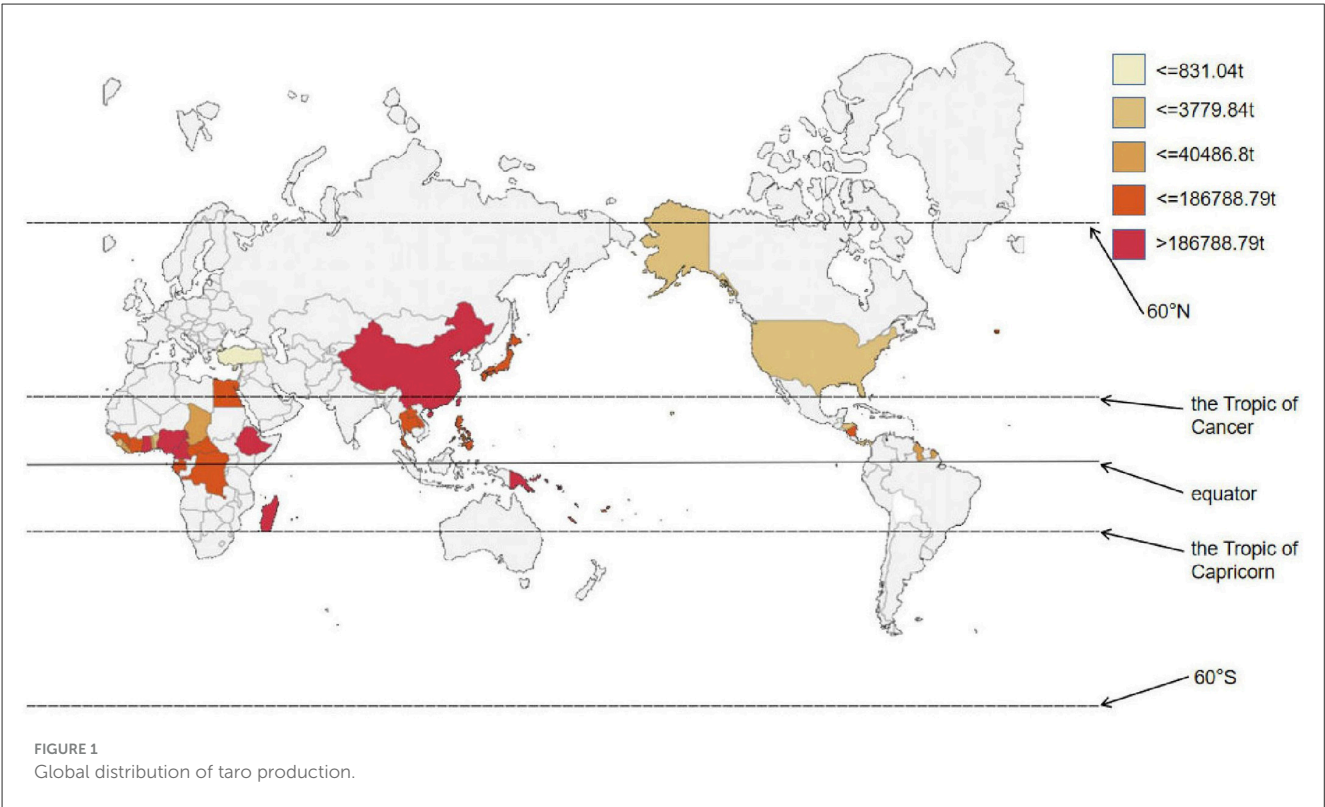 <=831.04t
<=3779.84t
<=40486.8t
<=186788.79t
>186788.79t
60°N
the Tropic of
Cancer
equator
the Tropic of
Capricorn
60°S
FIGURE 1
Global distribution of taro production.